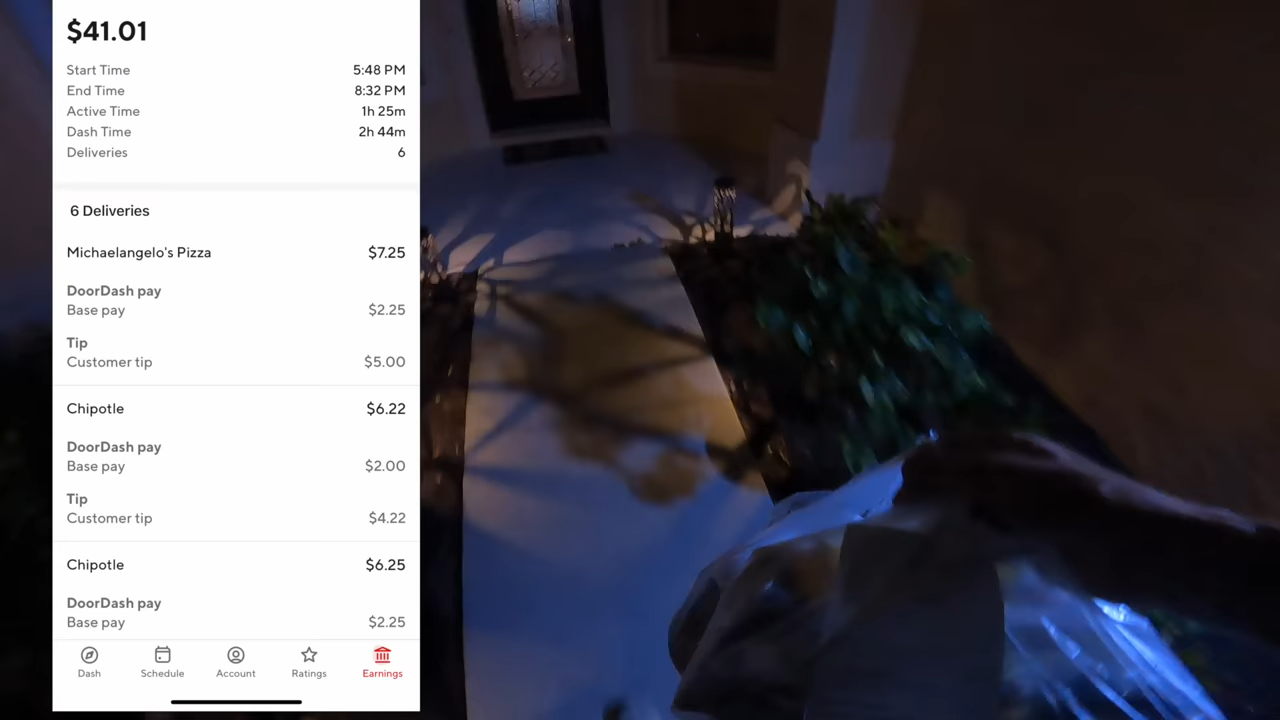 $41.01
Start Time 5:48 PM
End Time 8:32 PM
Active Time 1h 25m
Dash Time 2h 44m
Deliveries 6
6 Deliveries
Michaelangelo's Pizza $7.25
DoorDash pay
Base pay $2.25
Tip
Customer tip $5.00
Chipotle $6.22
DoorDash pay
Base pay $2.00
Tip
Customer tip $4.22
Chipotle $6.25
DoorDash pay
Base pay $2.25
Dash Schedule Account Ratings Earnings